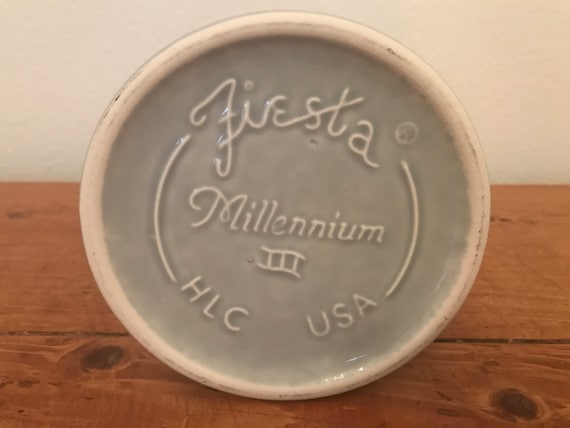 Fiesta ®
Millennium
III
HLC USA